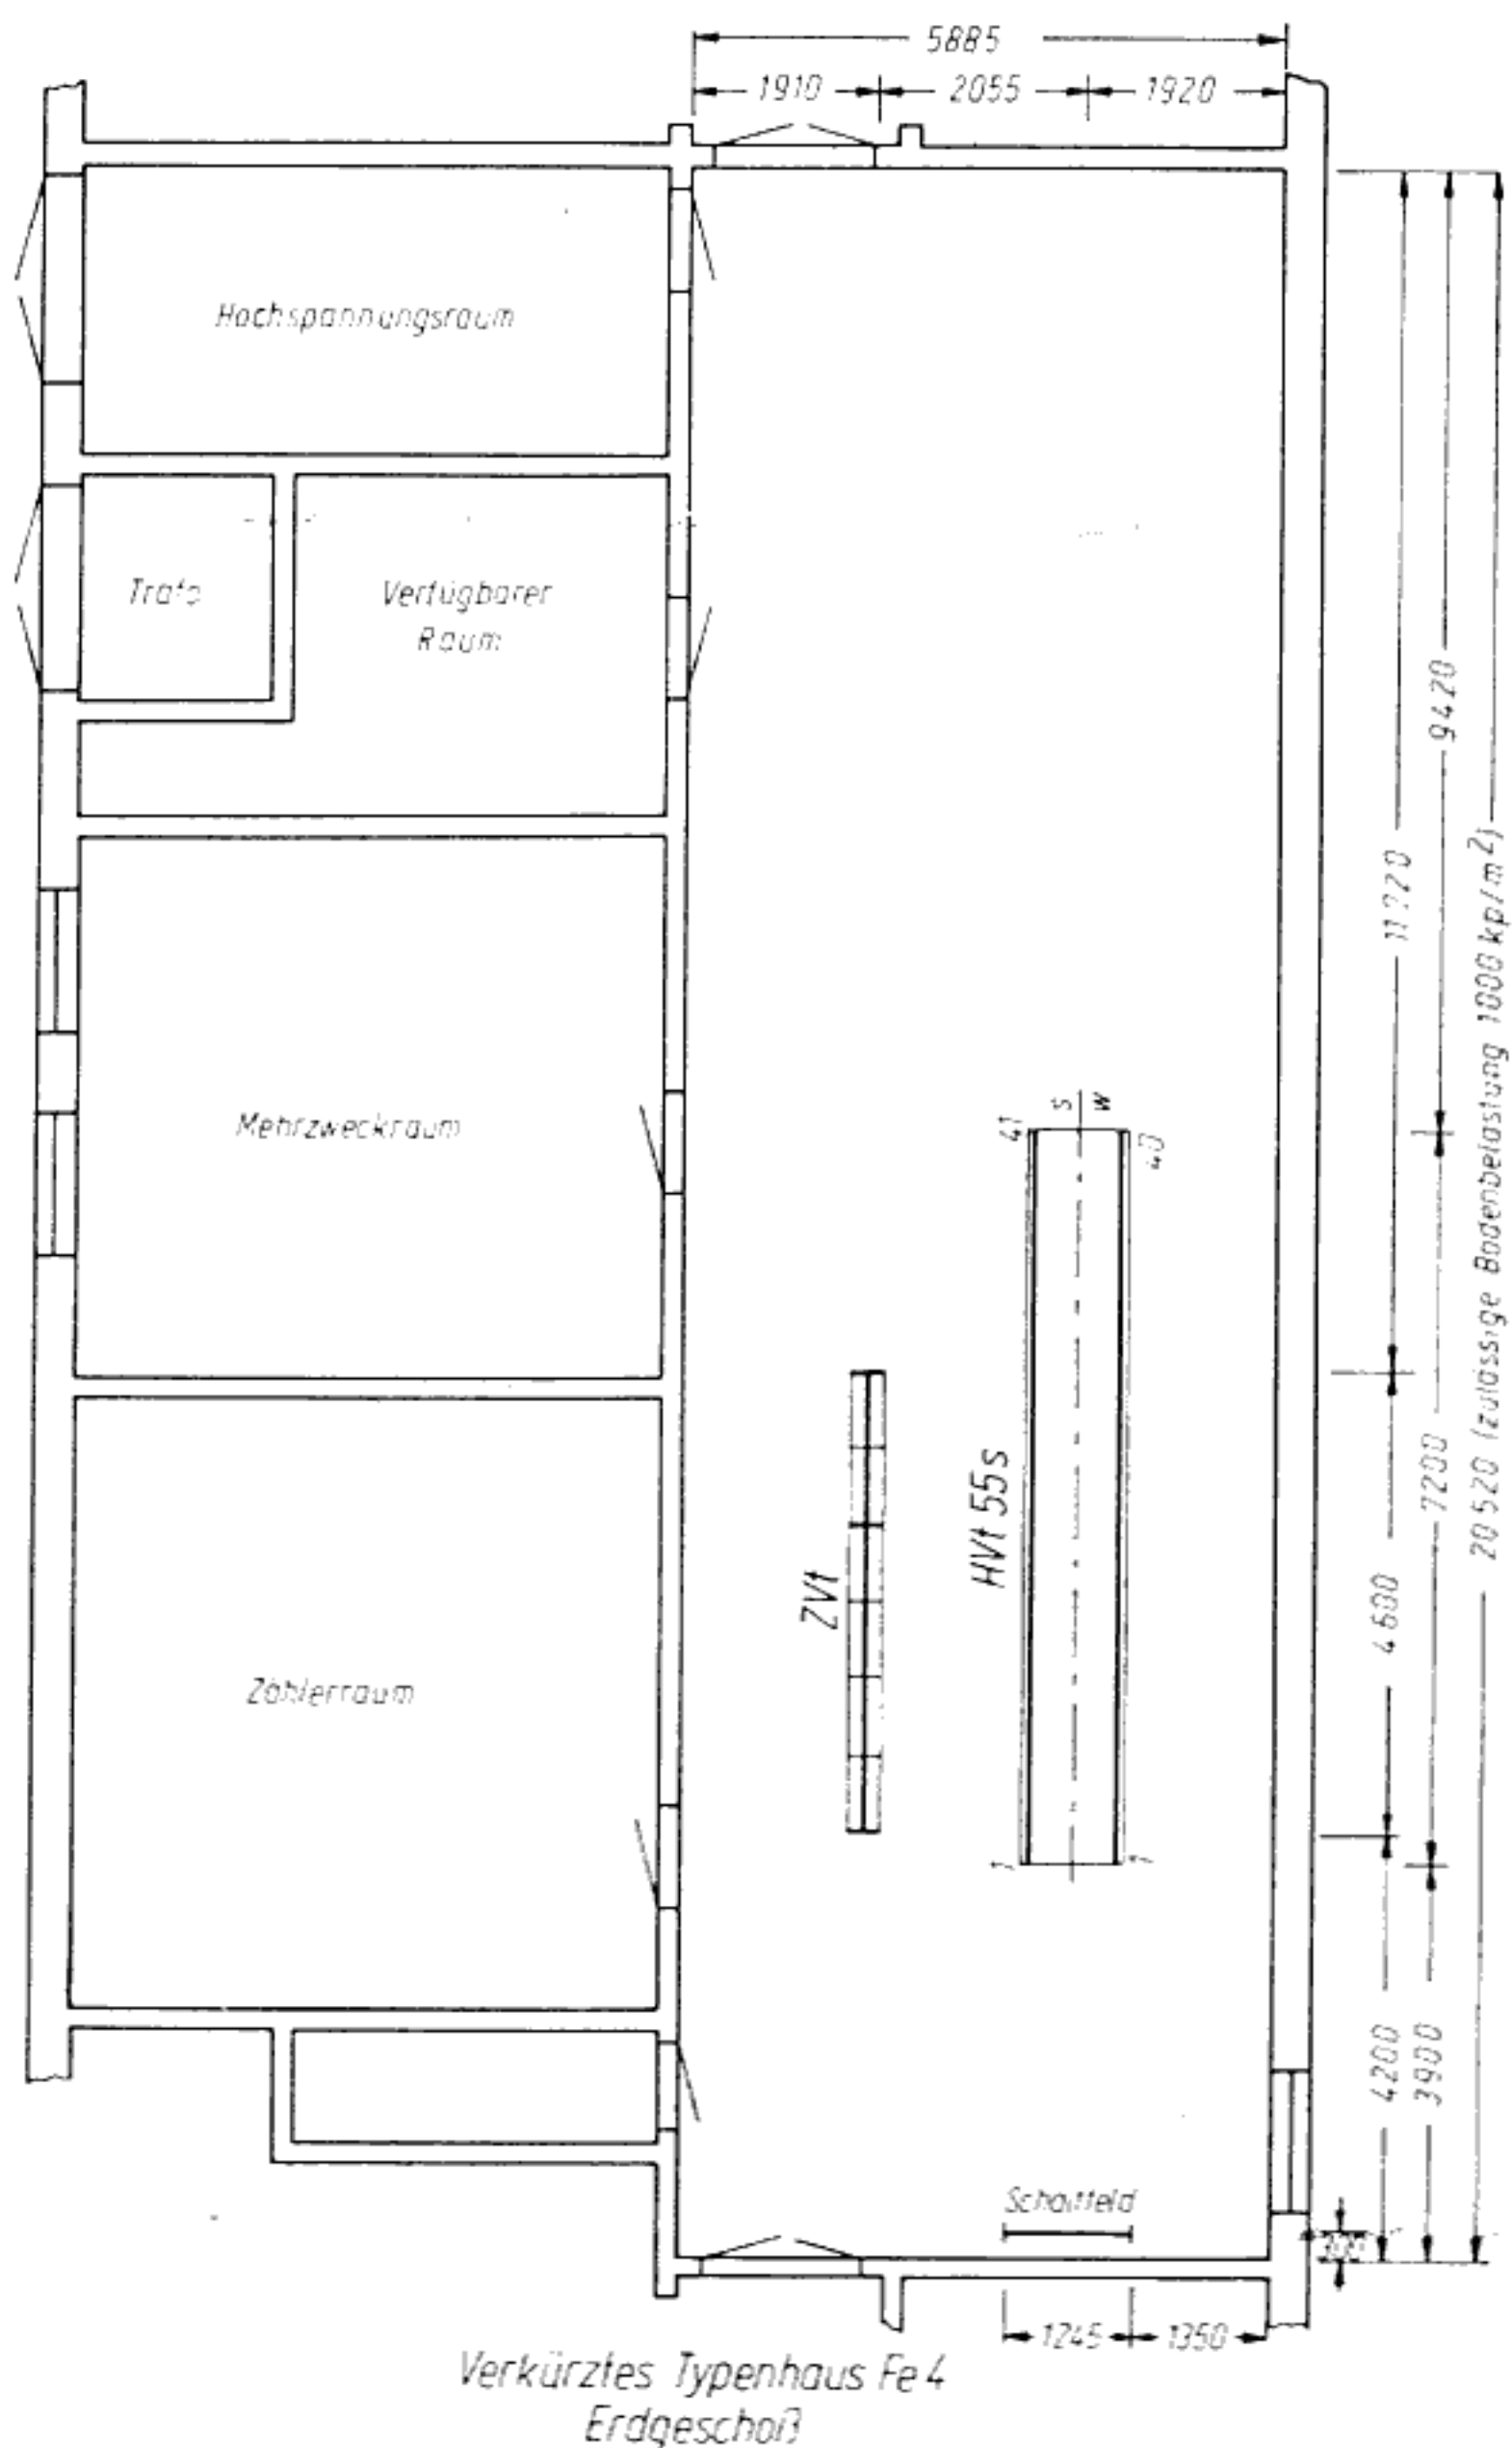 5885
1910
2055
1920
Hochspannungsraum
Trafo
Verfügbarer
Raum
9420
11720
20520 (zulässige Bodenbelastung 1000 kp/m²)
Mehrzweckraum
41
S
W
40
7200
HVt 55s
ZVt
4600
Zählerraum
1
1
4200
3900
Schaltfeld
1245
1350
Verkürztes Typenhaus Fe 4
Erdgeschoß